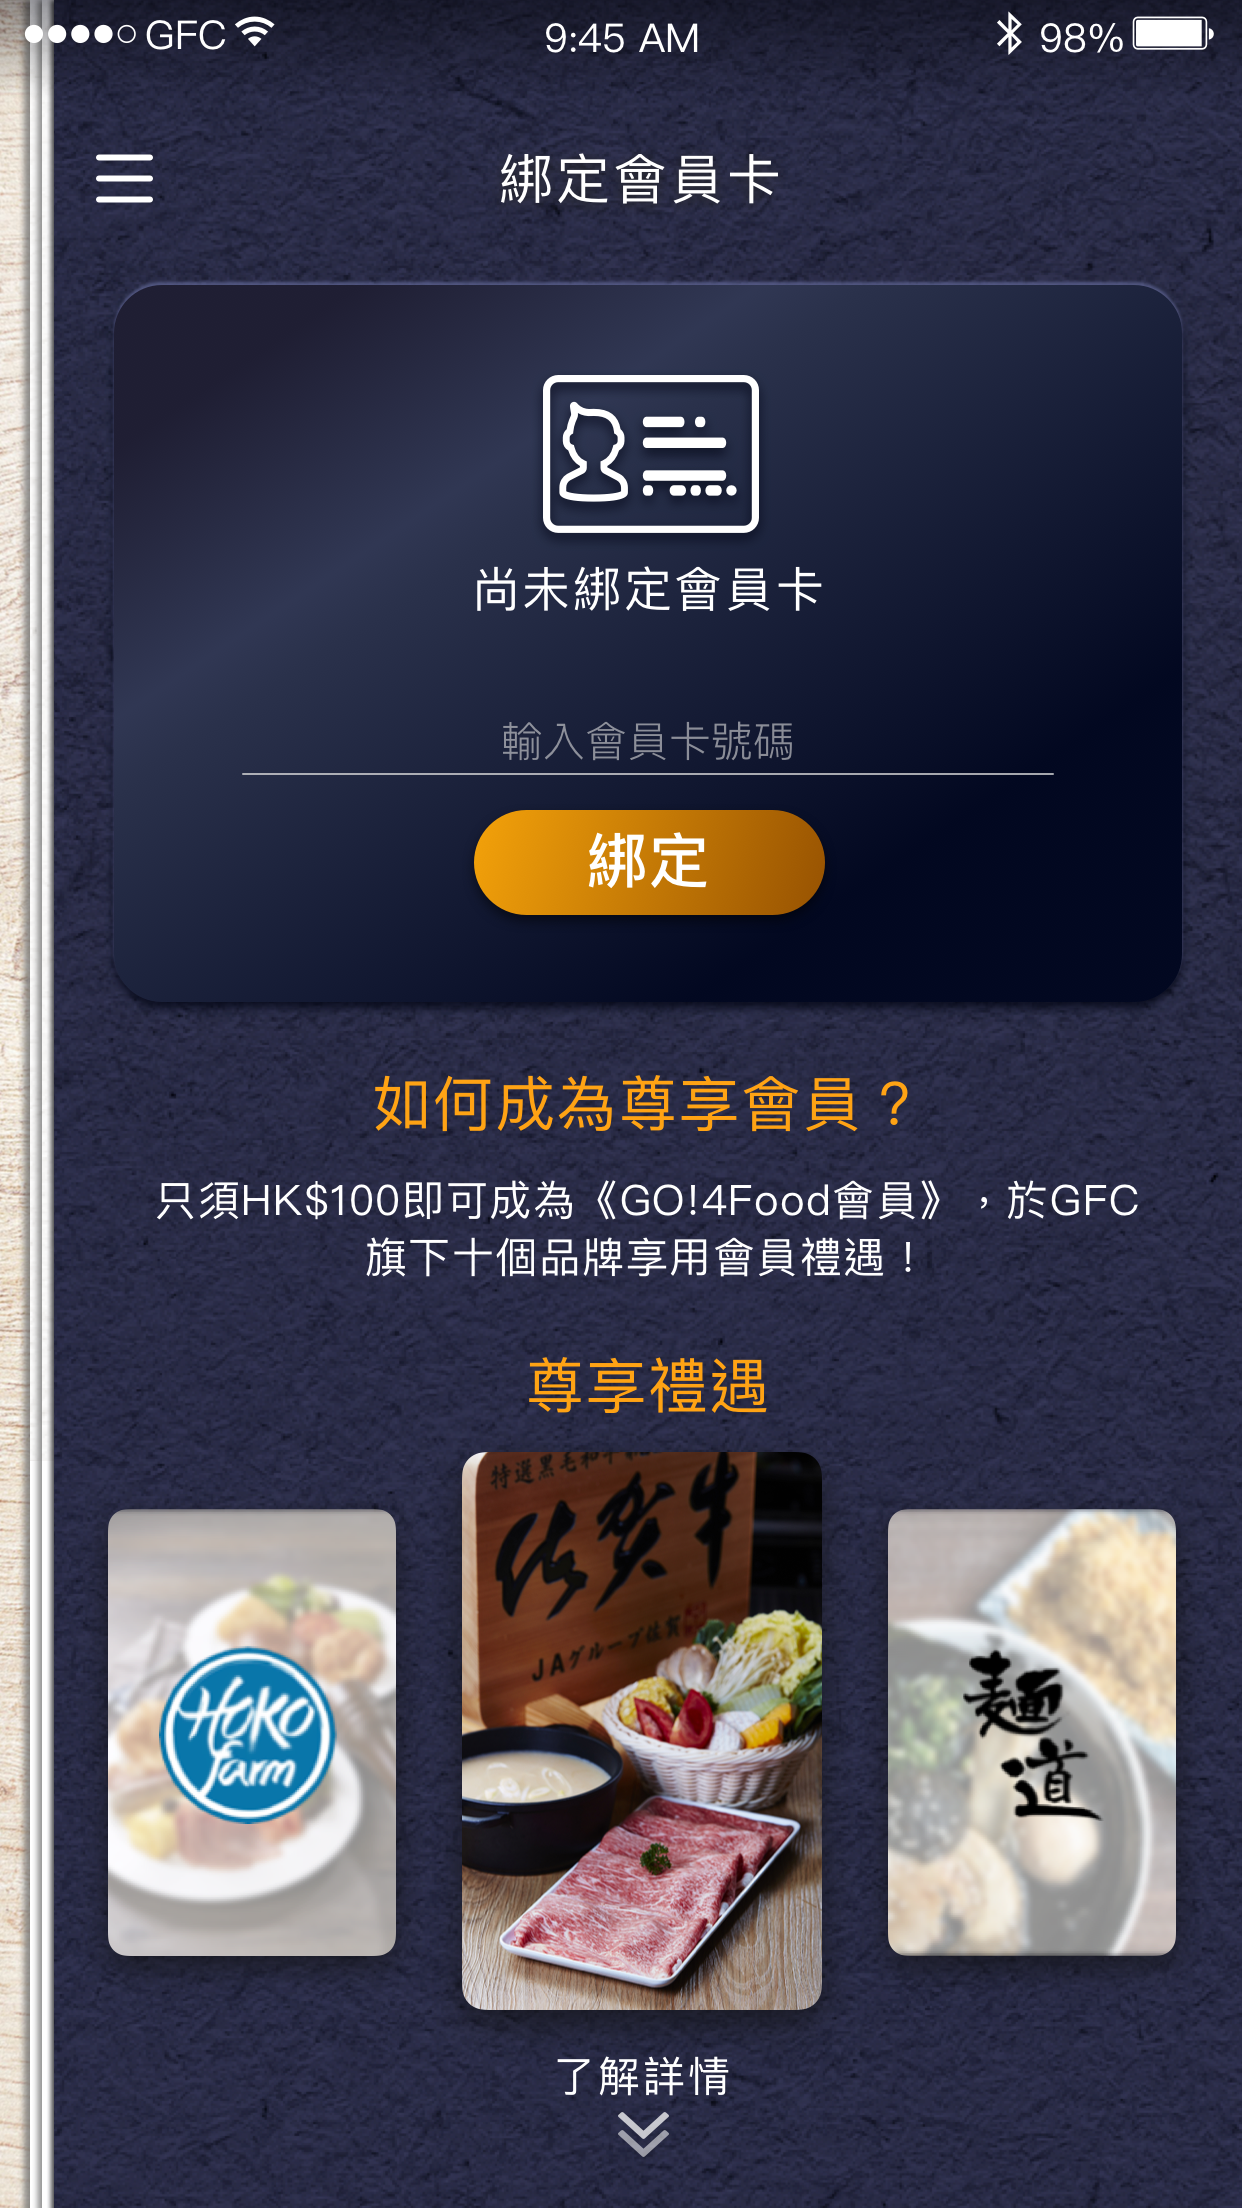 GFC
9:45 AM
98%
綁定會員卡
尚未綁定會員卡
輸入會員卡號碼
綁定
如何成為尊享會員？
只須HK$100即可成為《GO!4Food會員》，於GFC
旗下十個品牌享用會員禮遇！
尊享禮遇
特選黒毛和牛
佐賀牛
JAグループ佐賀
HOKO
farm
麺
道
了解詳情